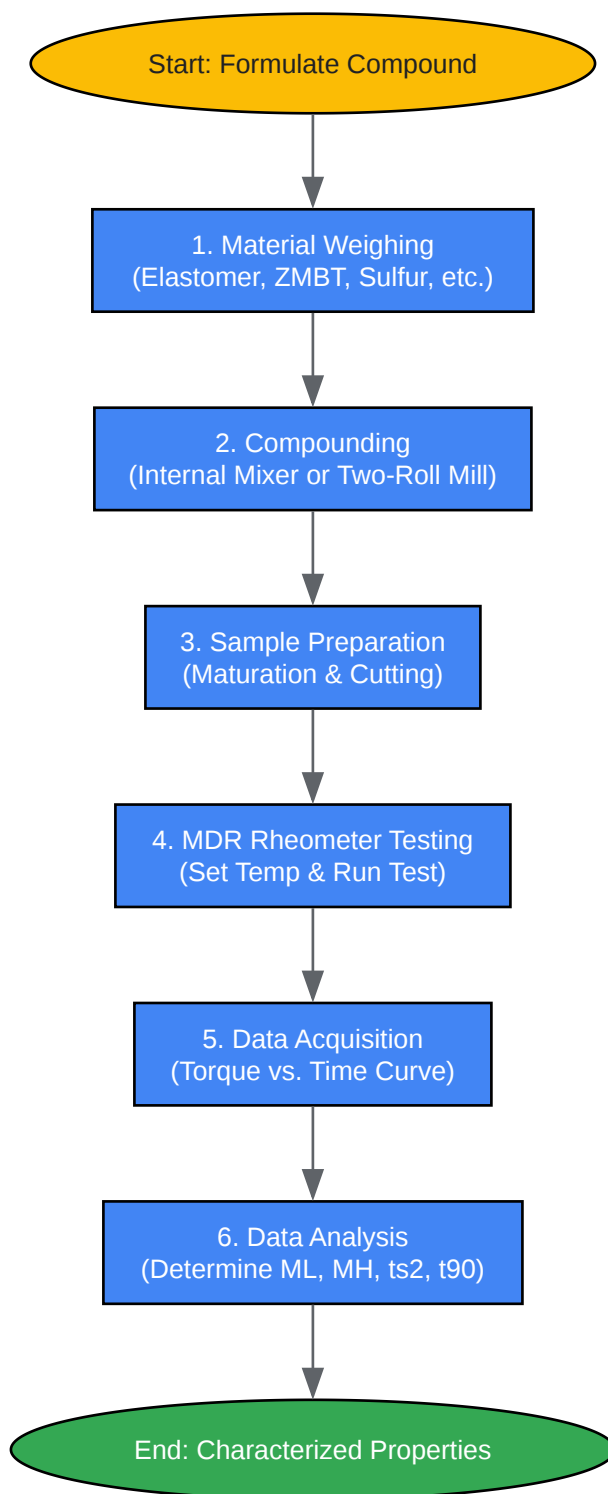 Start: Formulate Compound
1. Material Weighing
(Elastomer, ZMBT, Sulfur, etc.)
2. Compounding
(Internal Mixer or Two-Roll Mill)
3. Sample Preparation
(Maturation & Cutting)
4. MDR Rheometer Testing
(Set Temp & Run Test)
5. Data Acquisition
(Torque vs. Time Curve)
6. Data Analysis
(Determine ML, MH, ts2, t90)
End: Characterized Properties